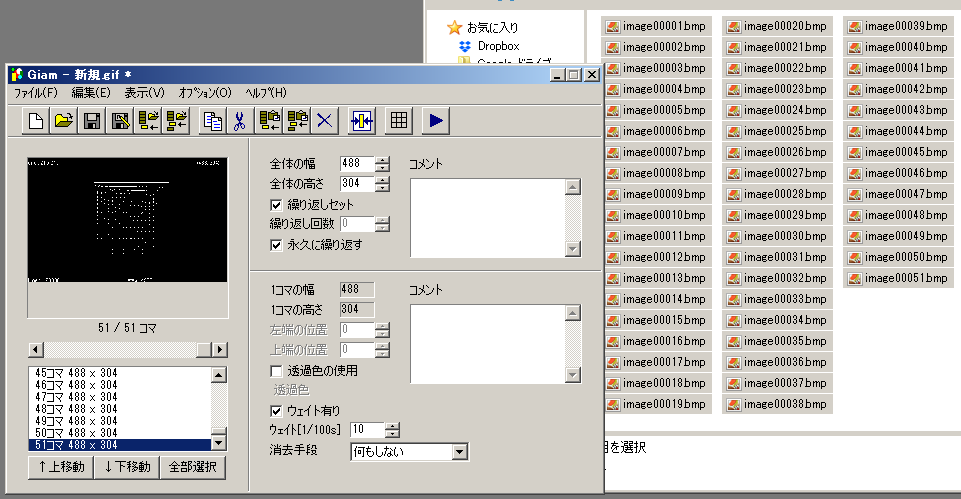 お気に入り
Dropbox
Giam - 新規.gif *
ファイル(F) 編集(E) 表示(V) オプション(O) ヘルプ(H)
全体の幅 488 コメント
全体の高さ 304
繰り返しセット
繰り返し回数 0
永久に繰り返す
1コマの幅 488 コメント
1コマの高さ 304
左端の位置 0
上端の位置 0
透過色の使用
透過色
ウェイト有り
ウェイト[1/100s] 10
消去手段 何もしない
51 / 51 コマ
45コマ 488 x 304
46コマ 488 x 304
47コマ 488 x 304
48コマ 488 x 304
49コマ 488 x 304
50コマ 488 x 304
51コマ 488 x 304
↑上移動 ↓下移動 全部選択
image00001.bmp image00020.bmp image00039.bmp
image00002.bmp image00021.bmp image00040.bmp
image00003.bmp image00022.bmp image00041.bmp
image00004.bmp image00023.bmp image00042.bmp
image00005.bmp image00024.bmp image00043.bmp
image00006.bmp image00025.bmp image00044.bmp
image00007.bmp image00026.bmp image00045.bmp
image00008.bmp image00027.bmp image00046.bmp
image00009.bmp image00028.bmp image00047.bmp
image00010.bmp image00029.bmp image00048.bmp
image00011.bmp image00030.bmp image00049.bmp
image00012.bmp image00031.bmp image00050.bmp
image00013.bmp image00032.bmp image00051.bmp
image00014.bmp image00033.bmp
image00015.bmp image00034.bmp
image00016.bmp image00035.bmp
image00017.bmp image00036.bmp
image00018.bmp image00037.bmp
image00019.bmp image00038.bmp
を選択